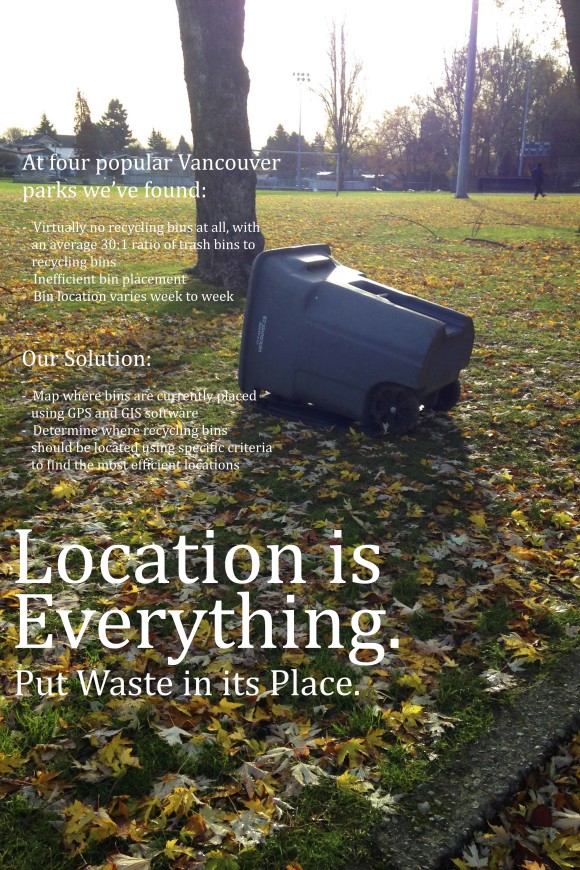 At four popular Vancouver
parks we've found:
- Virtually no recycling bins at all, with
an average 30:1 ratio of trash bins to
recycling bins
- Inefficient bin placement
- Bin location varies week to week
Our Solution:
- Map where bins are currently placed
using GPS and GIS software
- Determine where recycling bins
should be located using specific criteria
to find the most efficient locations
Location is
Everything.
Put Waste in its Place.